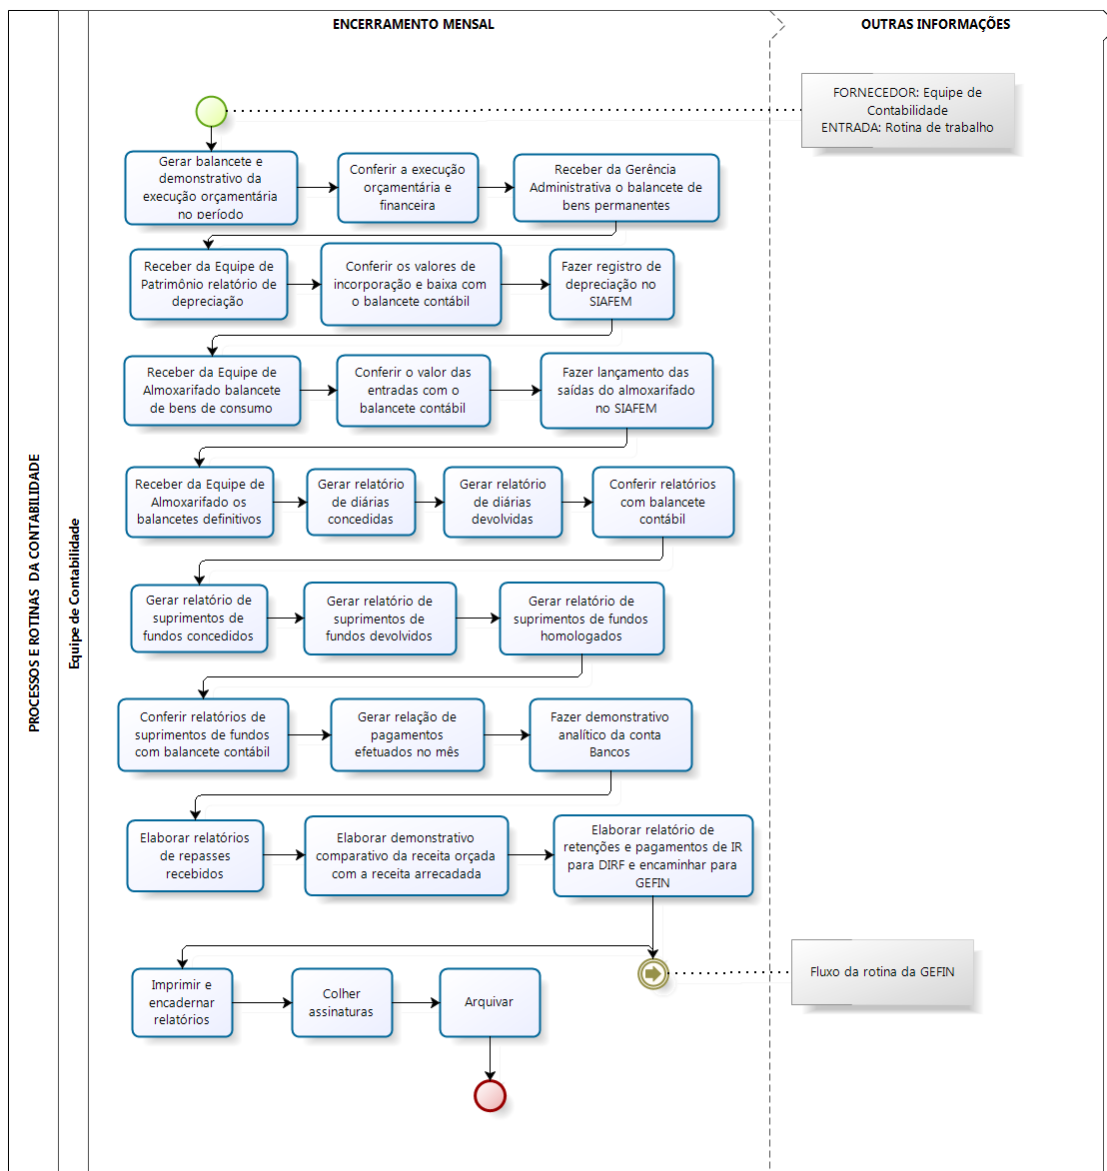 ENCERRAMENTO MENSAL
OUTRAS INFORMAÇÕES
PROCESSOS E ROTINAS DA CONTABILIDADE
Equipe de Contabilidade
FORNECEDOR: Equipe de
Contabilidade
ENTRADA: Rotina de trabalho
Gerar balancete e
demonstrativo da
execução orçamentária
no período
Conferir a execução
orçamentária e
financeira
Receber da Gerência
Administrativa o balancete de
bens permanentes
Receber da Equipe de
Patrimônio relatório de
depreciação
Conferir os valores de
incorporação e baixa com
o balancete contábil
Fazer registro de
depreciação no
SIAFEM
Receber da Equipe de
Almoxarifado balancete
de bens de consumo
Conferir o valor das
entradas com o
balancete contábil
Fazer lançamento das
saídas do almoxarifado
no SIAFEM
Receber da Equipe de
Almoxarifado os
balancetes definitivos
Gerar relatório
de diárias
concedidas
Gerar relatório
de diárias
devolvidas
Conferir relatórios
com balancete
contábil
Gerar relatório de
suprimentos de
fundos concedidos
Gerar relatório de
suprimentos de
fundos devolvidos
Gerar relatório de
suprimentos de fundos
homologados
Conferir relatórios de
suprimentos de fundos
com balancete contábil
Gerar relação de
pagamentos
efetuados no mês
Fazer demonstrativo
analítico da conta
Bancos
Elaborar relatórios
de repasses
recebidos
Elaborar demonstrativo
comparativo da receita orçada
com a receita arrecadada
Elaborar relatório de
retenções e pagamentos de IR
para DIRF e encaminhar para
GEFIN
Fluxo da rotina da GEFIN
Imprimir e
encadernar
relatórios
Colher
assinaturas
Arquivar